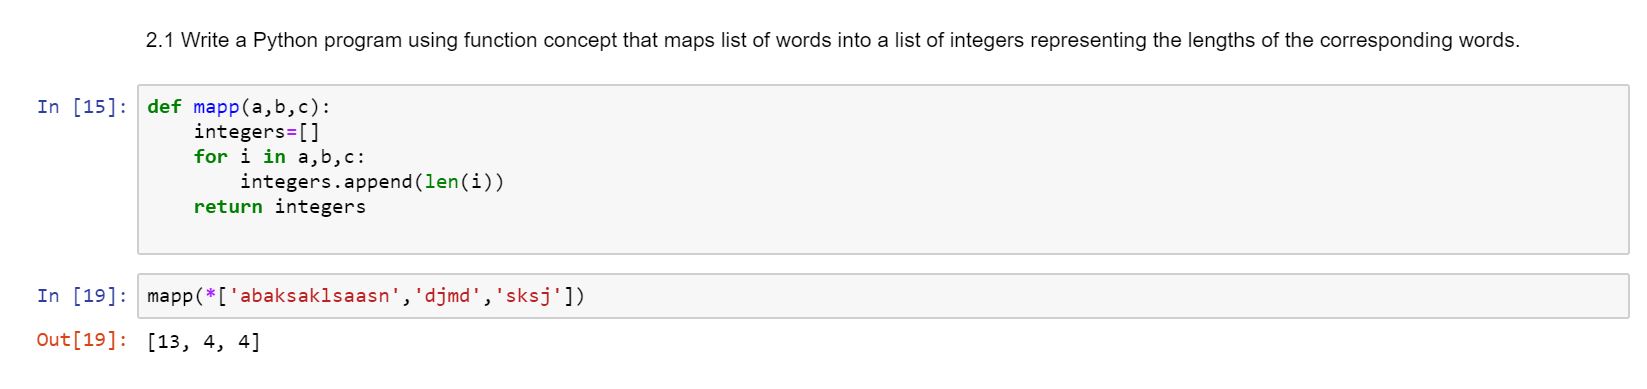 2.1 Write a Python program using function concept that maps list of words into a list of integers representing the lengths of the corresponding words.
In [15]: def mapp(a,b,c):
    integers=[]
    for i in a,b,c:
        integers.append(len(i))
    return integers
In [19]: mapp(*['abaksaklsaasn','djmd','sksj'])
Out[19]: [13, 4, 4]